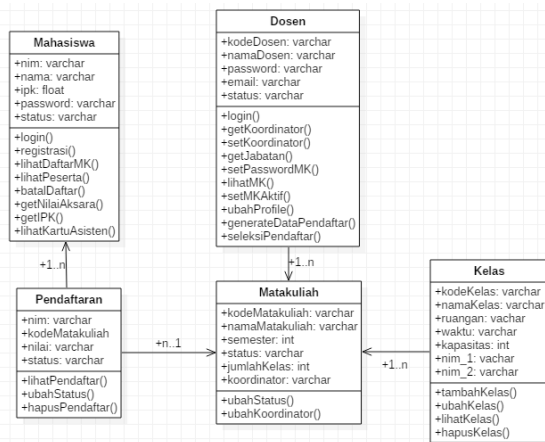 Mahasiswa
+nim: varchar
+nama: varchar
+ipk: float
+password: varchar
+status: varchar
+login()
+registrasi()
+lihatDaftarMK()
+lihatPeserta()
+batalDaftar()
+getNilaiAksara()
+getIPK()
+lihatKartuAsisten()
Dosen
+kodeDosen: varchar
+namaDosen: varchar
+password: varchar
+email: varchar
+status: varchar
+login()
+getKoordinator()
+setKoordinator()
+getJabatan()
+setPasswordMK()
+lihatMK()
+setMKAktif()
+ubahProfile()
+generateDataPendaftar()
+seleksiPendaftar()
+1..n
+1..n
Pendaftaran
+nim: varchar
+kodeMatakuliah
+nilai: varchar
+status: varchar
+lihatPendaftar()
+ubahStatus()
+hapusPendaftar()
+n..1
Matakuliah
+kodeMatakuliah: varchar
+namaMatakuliah: varchar
+semester: int
+status: varchar
+jumlahKelas: int
+koordinator: varchar
+ubahStatus()
+ubahKoordinator()
+1..n
Kelas
+kodeKelas: varchar
+namaKelas: varchar
+ruangan: varchar
+waktu: varchar
+kapasitas: int
+nim_1: vachar
+nim_2: varchar
+tambahKelas()
+ubahKelas()
+lihatKelas()
+hapusKelas()